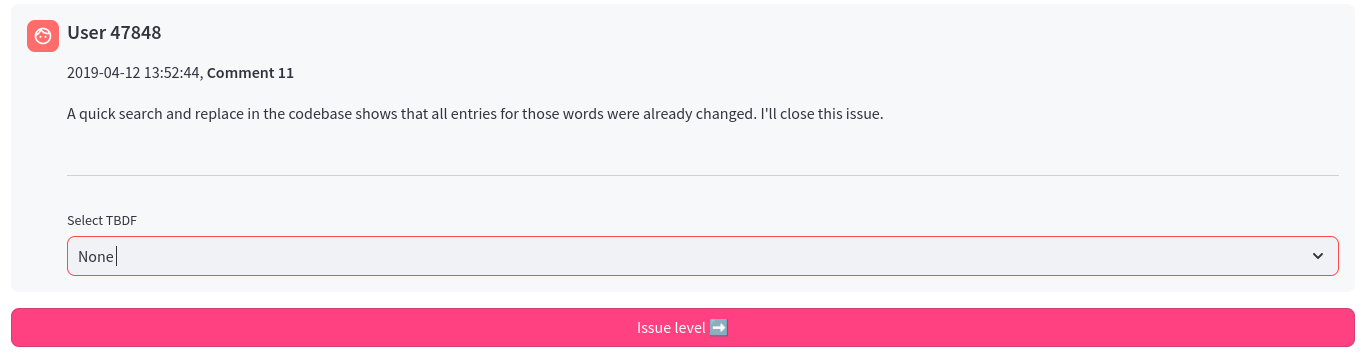 User 47848
2019-04-12 13:52:44, Comment 11
A quick search and replace in the codebase shows that all entries for those words were already changed. I'll close this issue.
Select TBDF
None
Issue level ➡️